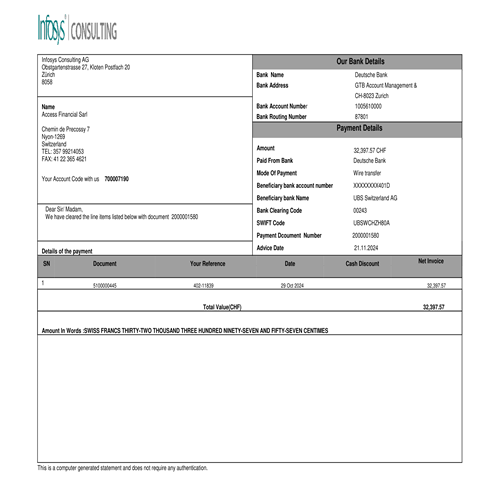 Infosys® | CONSULTING
Infosys Consulting AG
Obstgartenstrasse 27, Kloten Postfach 20
Zürich
8058
Name
Access Financial Sarl
Chemin de Precossy 7
Nyon-1269
Switzerland
TEL: 357 99214053
FAX: 41 22 365 4621
Your Account Code with us 700007190
Dear Sir/ Madam,
We have cleared the line items listed below with document 2000001580
Details of the payment
Our Bank Details
Bank Name Deutsche Bank
Bank Address GTB Account Management &
CH-8023 Zurich
Bank Account Number 1005610000
Bank Routing Number 87801
Payment Details
Amount 32,397.57 CHF
Paid From Bank Deutsche Bank
Mode Of Payment Wire transfer
Beneficiary bank account number XXXXXXXX401D
Beneficiary bank Name UBS Switzerland AG
Bank Clearing Code 00243
SWIFT Code UBSWCHZH80A
Payment Dcoument Number 2000001580
Advice Date 21.11.2024
SN Document Your Reference Date Cash Discount Net Invoice
1 5100000445 402-11839 29 Oct 2024 32,397.57
Total Value(CHF) 32,397.57
Amount In Words :SWISS FRANCS THIRTY-TWO THOUSAND THREE HUNDRED NINETY-SEVEN AND FIFTY-SEVEN CENTIMES
This is a computer generated statement and does not require any authentication.